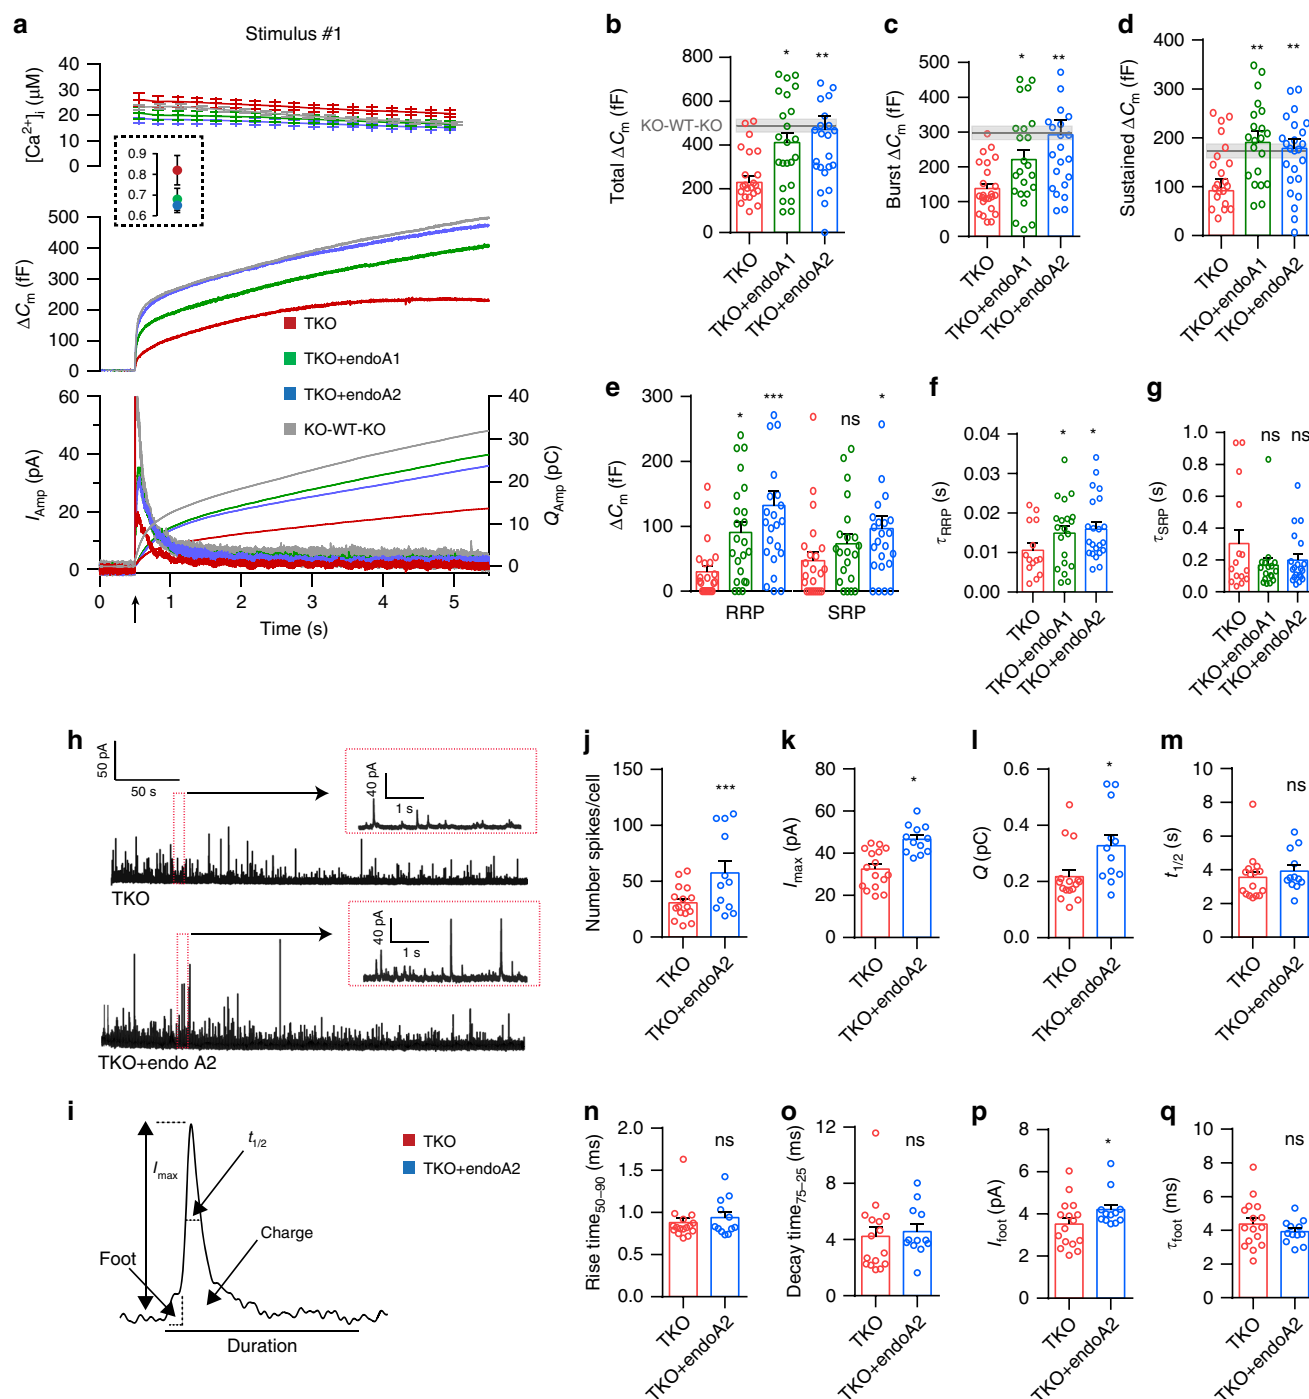 a
Stimulus #1
[Ca2+]i (μM)
40
30
20
10
0
0.9
0.8
0.7
0.6
ΔCm (fF)
500
400
300
200
100
0
TKO
TKO+endoA1
TKO+endoA2
KO-WT-KO
IAmp (pA)
60
40
20
0
QAmp (pC)
40
30
20
10
0
0 1 2 3 4 5
Time (s)
b
Total ΔCm (fF)
800
600
400
200
0
KO-WT-KO
* **
TKO
TKO+endoA1
TKO+endoA2
c
Burst ΔCm (fF)
500
400
300
200
100
0
* **
TKO
TKO+endoA1
TKO+endoA2
d
Sustained ΔCm (fF)
400
300
200
100
0
** **
TKO
TKO+endoA1
TKO+endoA2
e
ΔCm (fF)
300
200
100
0
* *** ns *
RRP SRP
f
τRRP (s)
0.04
0.03
0.02
0.01
0.00
* *
TKO
TKO+endoA1
TKO+endoA2
g
τSRP (s)
1.0
0.8
0.6
0.4
0.2
0.0
ns ns
TKO
TKO+endoA1
TKO+endoA2
h
50 pA
50 s
40 pA
1 s
TKO
40 pA
1 s
TKO+endo A2
i
Imax
t1/2
Foot
Charge
Duration
TKO
TKO+endoA2
j
Number spikes/cell
150
100
50
0
***
TKO
TKO+endoA2
k
Imax (pA)
80
60
40
20
0
*
TKO
TKO+endoA2
l
Q (pC)
0.6
0.4
0.2
0.0
*
TKO
TKO+endoA2
m
t1/2 (s)
10
8
6
4
2
0
ns
TKO
TKO+endoA2
n
Rise time50–90 (ms)
2.0
1.5
1.0
0.5
0.0
ns
TKO
TKO+endoA2
o
Decay time75–25 (ms)
12
8
4
0
ns
TKO
TKO+endoA2
p
Ifoot (pA)
8
6
4
2
0
*
TKO
TKO+endoA2
q
τfoot (ms)
10
8
6
4
2
0
ns
TKO
TKO+endoA2